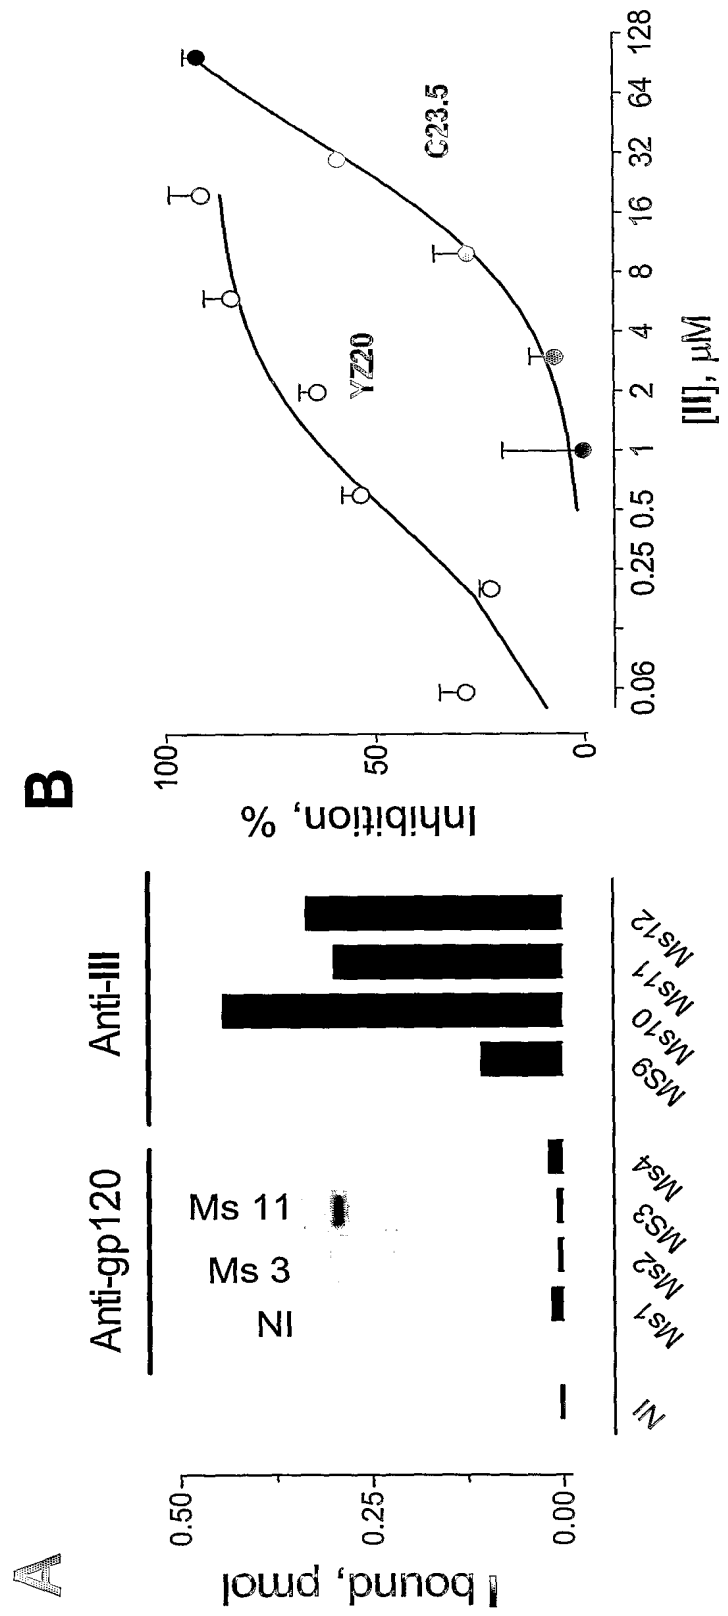 A
I bound, pmol
0.50
0.25
0.00
Anti-gp120
Anti-III
NI
Ms 3
Ms 11
NI
Ms1
Ms2
MS3
Ms4
MS9
Ms10
Ms11
Ms12
B
Inhibition, %
100
50
0
YZ20
C23.5
0.06
0.25
0.5
1
2
4
8
16
32
64
128
[II], µM